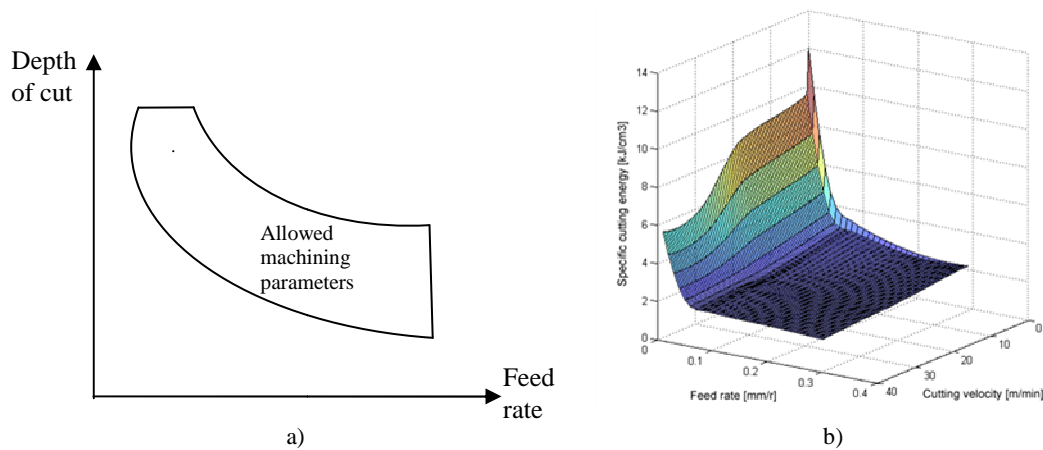 Depth
of cut
Allowed
machining
parameters
Feed
rate
a)
14
12
10
8
6
4
2
0
Specific cutting energy [kJ/cm3]
0
0.1
0.2
0.3
0.4
Feed rate [mm/r]
40
30
20
10
0
Cutting velocity [m/min]
b)